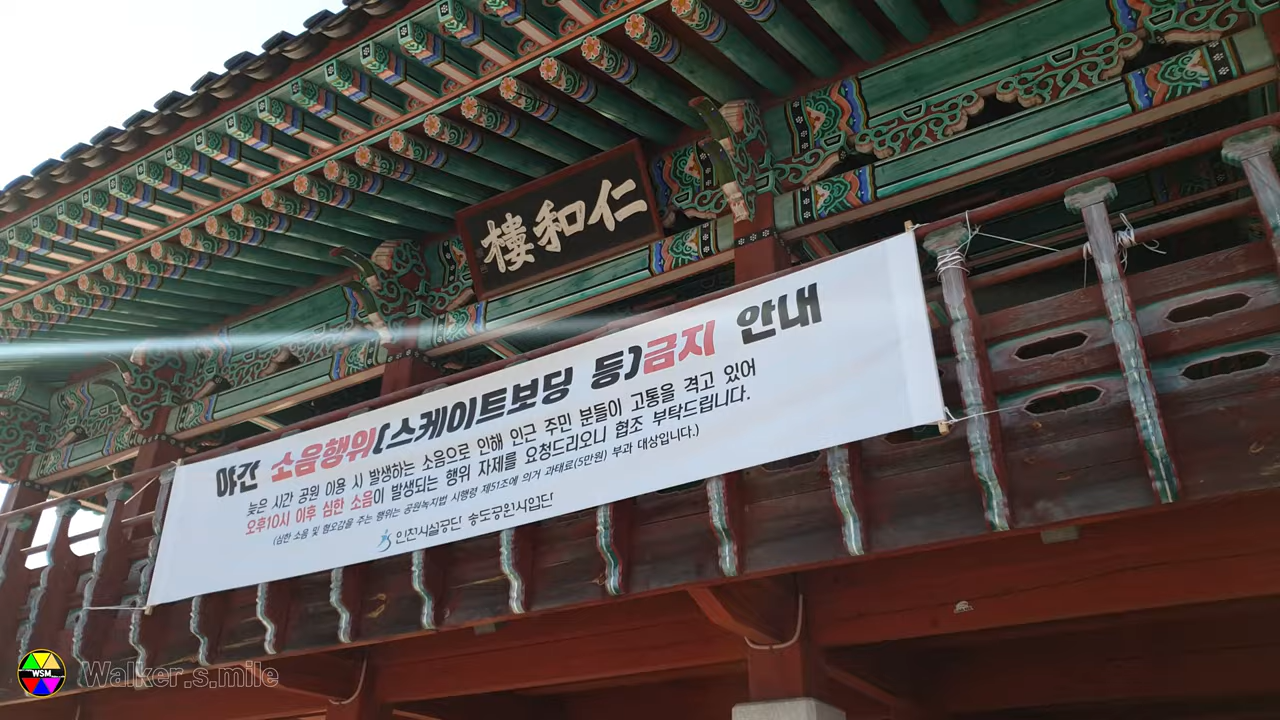 樓和仁
야간 소음행위(스케이트보딩 등)금지 안내
늦은 시간 공원 이용 시 발생하는 소음으로 인해 인근 주민 분들이 고통을 격고 있어
오후10시 이후 심한 소음이 발생되는 행위 자제를 요청드리오니 협조 부탁드립니다.
(심한 소음 및 혐오감을 주는 행위는 공원녹지법 시행령 제51조에 의거 과태료(5만원) 부과 대상입니다.)
인천시설공단 송도공원사업단
WSM
Walker.s.mile